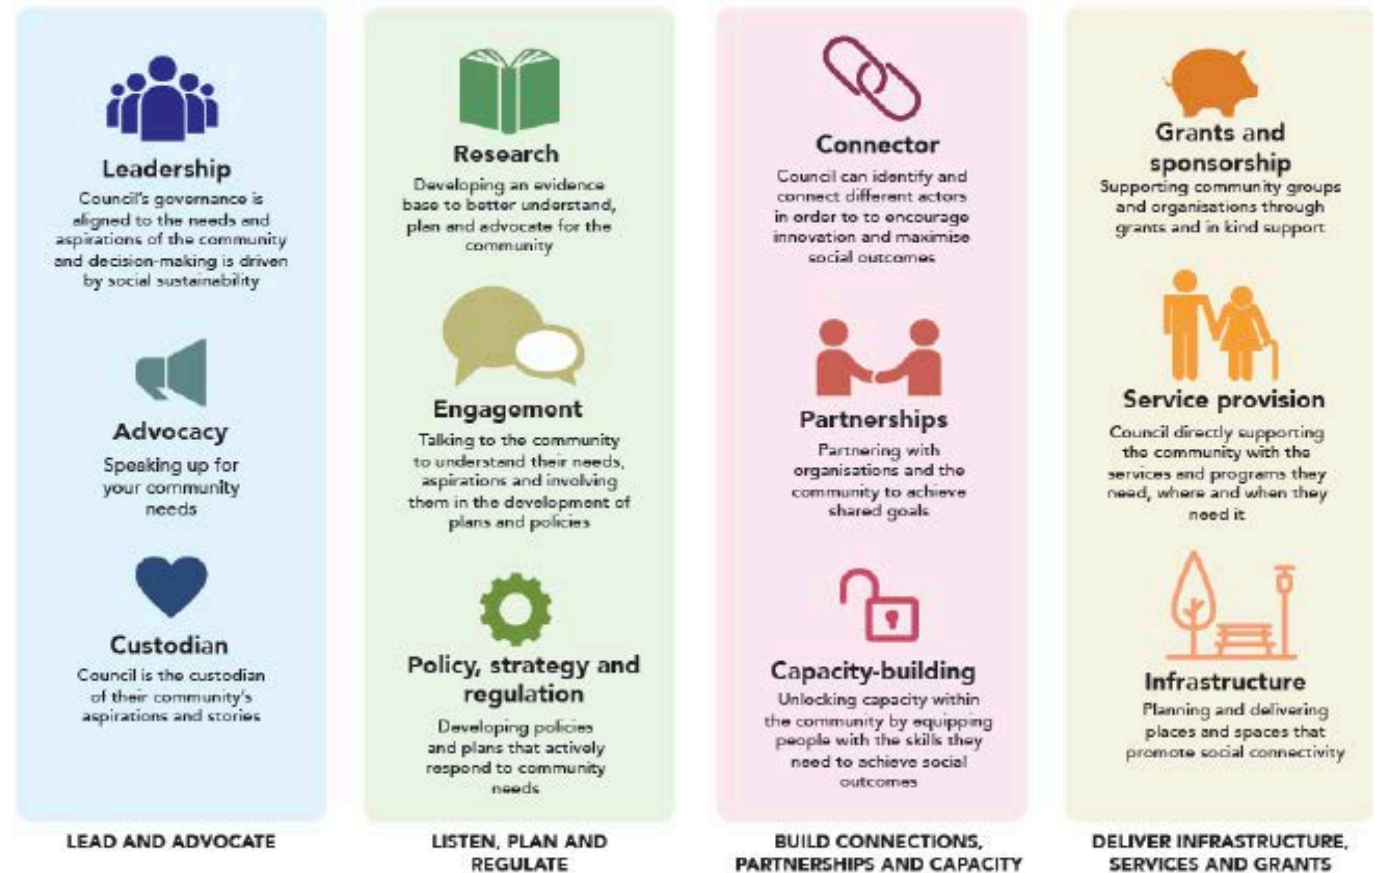 Leadership
Council's governance is
aligned to the needs and
aspirations of the community
and decision-making is driven
by social sustainability
Advocacy
Speaking up for
your community
needs
Custodian
Council is the custodian
of their community's
aspirations and stories
LEAD AND ADVOCATE
Research
Developing an evidence
base to better understand,
plan and advocate for the
community
Engagement
Talking to the community
to understand their needs,
aspirations and involving
them in the development of
plans and policies
Policy, strategy and
regulation
Developing policies
and plans that actively
respond to community
needs
LISTEN, PLAN AND
REGULATE
Connector
Council can identify and
connect different actors
in order to to encourage
innovation and maximise
social outcomes
Partnerships
Partnering with
organisations and the
community to achieve
shared goals
Capacity-building
Unlocking capacity within
the community by equipping
people with the skills they
need to achieve social
outcomes
BUILD CONNECTIONS,
PARTNERSHIPS AND CAPACITY
Grants and
sponsorship
Supporting community groups
and organisations through
grants and in kind support
Service provision
Council directly supporting
the community with the
services and programs they
need, where and when they
need it
Infrastructure
Planning and delivering
places and spaces that
promote social connectivity
DELIVER INFRASTRUCTURE,
SERVICES AND GRANTS